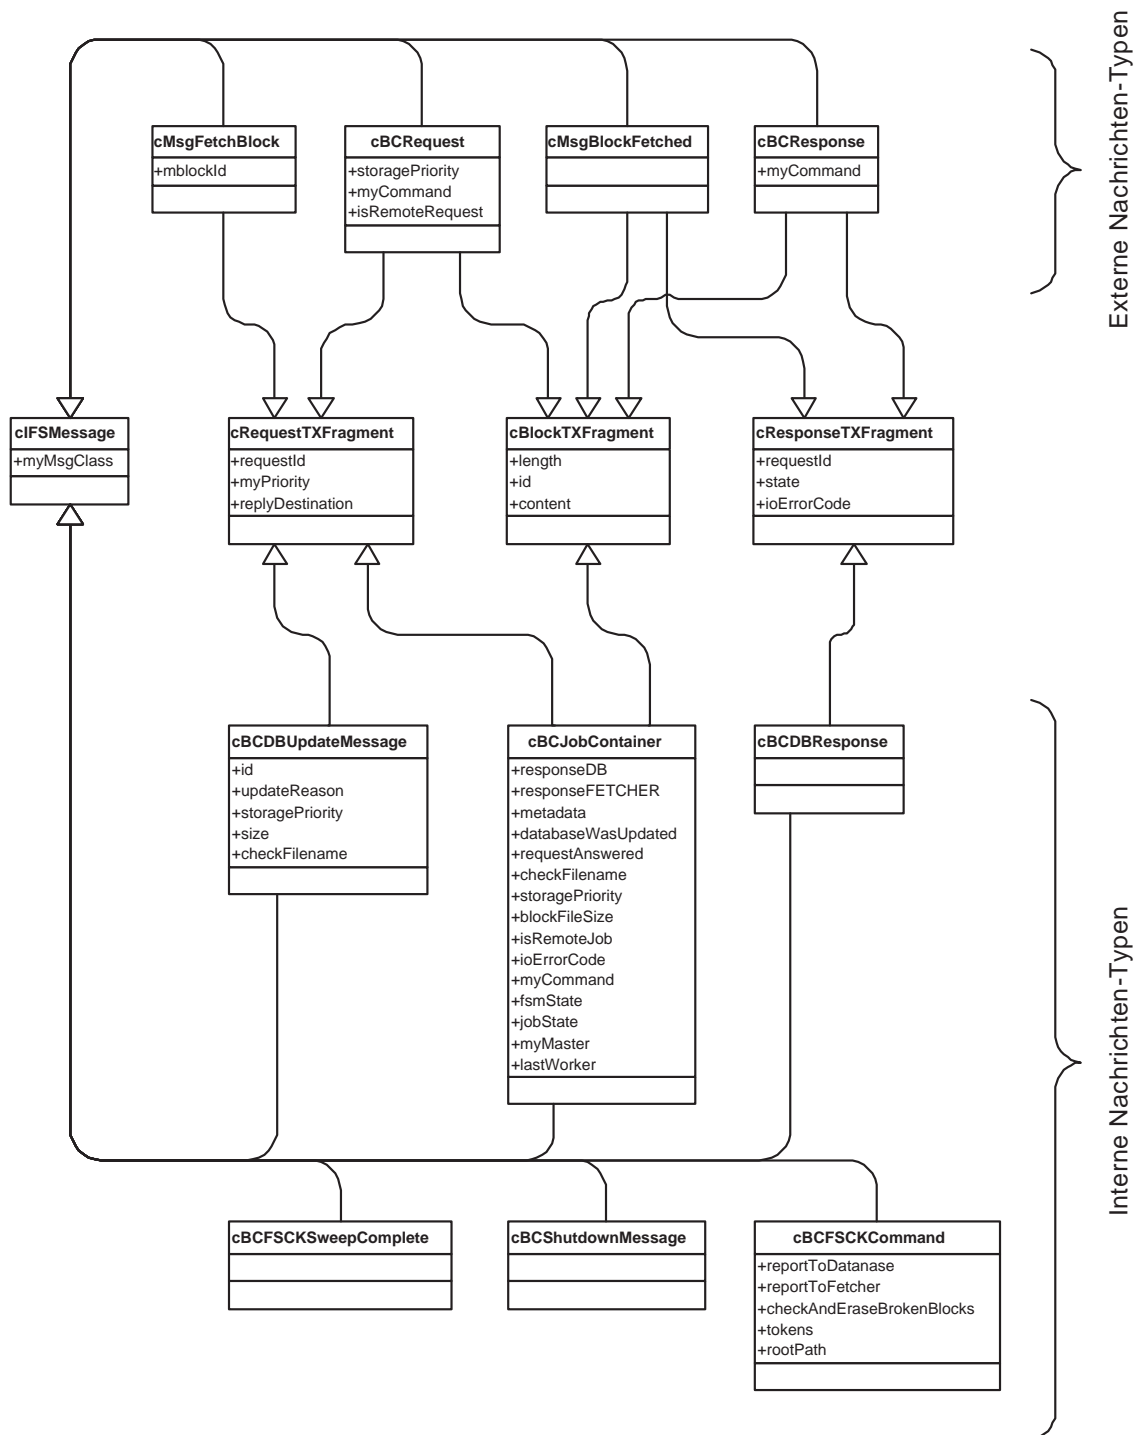 Externe Nachrichten-Typen
cMsgFetchBlock
+mblockId
cBCRequest
+storagePriority
+myCommand
+isRemoteRequest
cMsgBlockFetched
cBCResponse
+myCommand
cIFSMessage
+myMsgClass
cRequestTXFragment
+requestId
+myPriority
+replyDestination
cBlockTXFragment
+length
+id
+content
cResponseTXFragment
+requestId
+state
+ioErrorCode
cBCDBUpdateMessage
+id
+updateReason
+storagePriority
+size
+checkFilename
cBCJobContainer
+responseDB
+responseFETCHER
+metadata
+databaseWasUpdated
+requestAnswered
+checkFilename
+storagePriority
+blockFileSize
+isRemoteJob
+ioErrorCode
+myCommand
+fsmState
+jobState
+myMaster
+lastWorker
cBCDBResponse
Interne Nachrichten-Typen
cBCFSCKSweepComplete
cBCShutdownMessage
cBCFSCKCommand
+reportToDatanase
+reportToFetcher
+checkAndEraseBrokenBlocks
+tokens
+rootPath